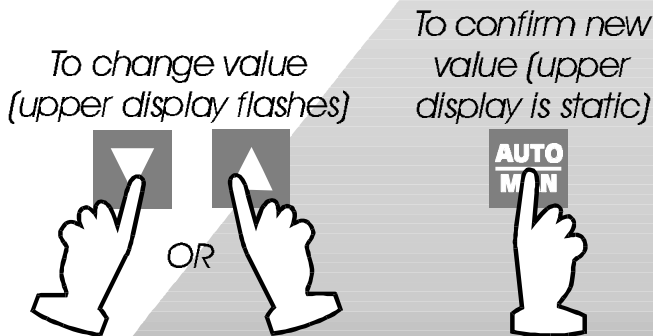 To change value
(upper display flashes)
OR
To confirm new
value (upper
display is static)
AUTO
MAN